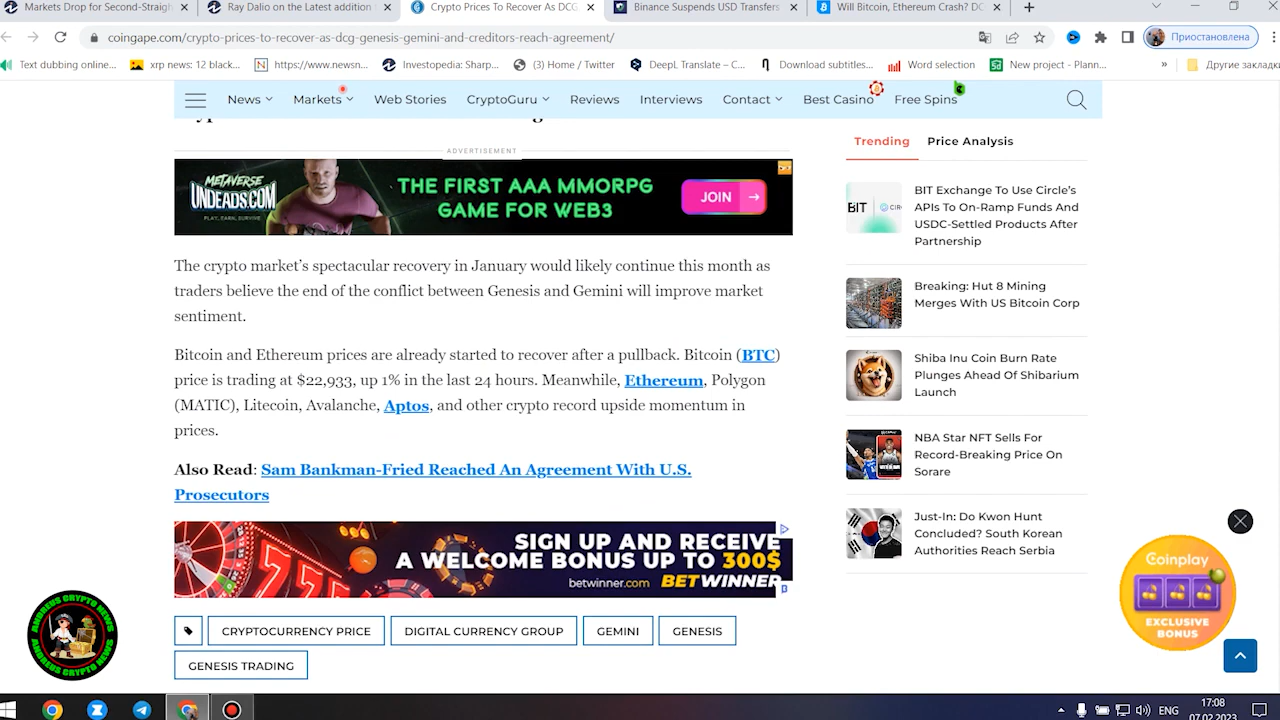 Markets Drop for Second-Straigh
Ray Dalio on the Latest addition t
Crypto Prices To Recover As DCG,
Binance Suspends USD Transfers
Will Bitcoin, Ethereum Crash? DC
coingape.com/crypto-prices-to-recover-as-dcg-genesis-gemini-and-creditors-reach-agreement/
Приостановлена
Text dubbing online...
xrp news: 12 black...
https://www.newsn...
Investopedia: Sharp...
(3) Home / Twitter
DeepL Translate – C...
Download subtitles...
Word selection
New project - Plann...
»
Другие закладки
News
Markets
Web Stories
CryptoGuru
Reviews
Interviews
Contact
Best Casino
Free Spins
ADVERTISEMENT
METAVERSE
UNDEADS.COM
PLAY, EARN, SURVIVE
THE FIRST AAA MMORPG
GAME FOR WEB3
JOIN
The crypto market’s spectacular recovery in January would likely continue this month as
traders believe the end of the conflict between Genesis and Gemini will improve market
sentiment.
Bitcoin and Ethereum prices are already started to recover after a pullback. Bitcoin (BTC)
price is trading at $22,933, up 1% in the last 24 hours. Meanwhile, Ethereum, Polygon
(MATIC), Litecoin, Avalanche, Aptos, and other crypto record upside momentum in
prices.
Also Read: Sam Bankman-Fried Reached An Agreement With U.S.
Prosecutors
SIGN UP AND RECEIVE
A WELCOME BONUS UP TO 300$
betwinner.com BETWINNER
CRYPTOCURRENCY PRICE
DIGITAL CURRENCY GROUP
GEMINI
GENESIS
GENESIS TRADING
Trending
Price Analysis
BIT
CIR
BIT Exchange To Use Circle’s
APIs To On-Ramp Funds And
USDC-Settled Products After
Partnership
Breaking: Hut 8 Mining
Merges With US Bitcoin Corp
Shiba Inu Coin Burn Rate
Plunges Ahead Of Shibarium
Launch
NBA Star NFT Sells For
Record-Breaking Price On
Sorare
Just-In: Do Kwon Hunt
Concluded? South Korean
Authorities Reach Serbia
Coinplay
EXCLUSIVE
BONUS
ANDREUS CRYPTO NEWS
ANDREUS CRYPTO NEWS
ENG
17:08
07.02.2023